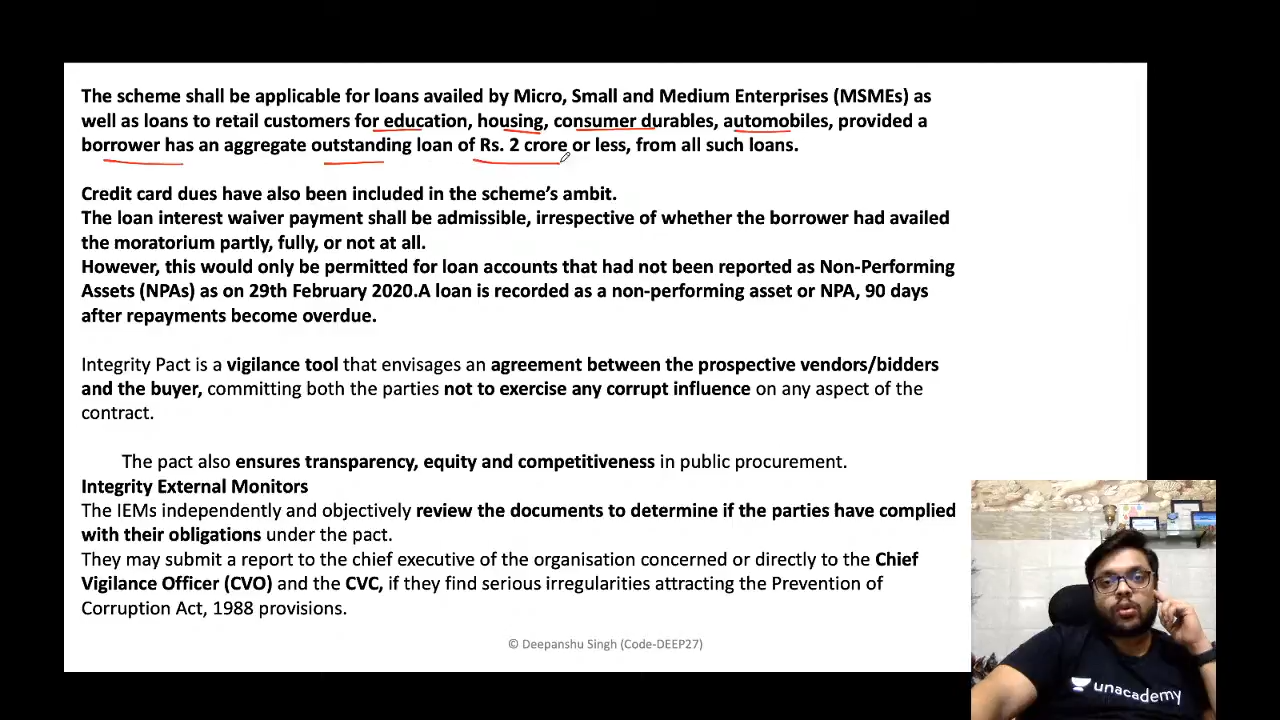 The scheme shall be applicable for loans availed by Micro, Small and Medium Enterprises (MSMEs) as
well as loans to retail customers for education, housing, consumer durables, automobiles, provided a
borrower has an aggregate outstanding loan of Rs. 2 crore or less, from all such loans.
Credit card dues have also been included in the scheme’s ambit.
The loan interest waiver payment shall be admissible, irrespective of whether the borrower had availed
the moratorium partly, fully, or not at all.
However, this would only be permitted for loan accounts that had not been reported as Non-Performing
Assets (NPAs) as on 29th February 2020.A loan is recorded as a non-performing asset or NPA, 90 days
after repayments become overdue.
Integrity Pact is a vigilance tool that envisages an agreement between the prospective vendors/bidders
and the buyer, committing both the parties not to exercise any corrupt influence on any aspect of the
contract.
The pact also ensures transparency, equity and competitiveness in public procurement.
Integrity External Monitors
The IEMs independently and objectively review the documents to determine if the parties have complied
with their obligations under the pact.
They may submit a report to the chief executive of the organisation concerned or directly to the Chief
Vigilance Officer (CVO) and the CVC, if they find serious irregularities attracting the Prevention of
Corruption Act, 1988 provisions.
© Deepanshu Singh (Code-DEEP27)
unacademy